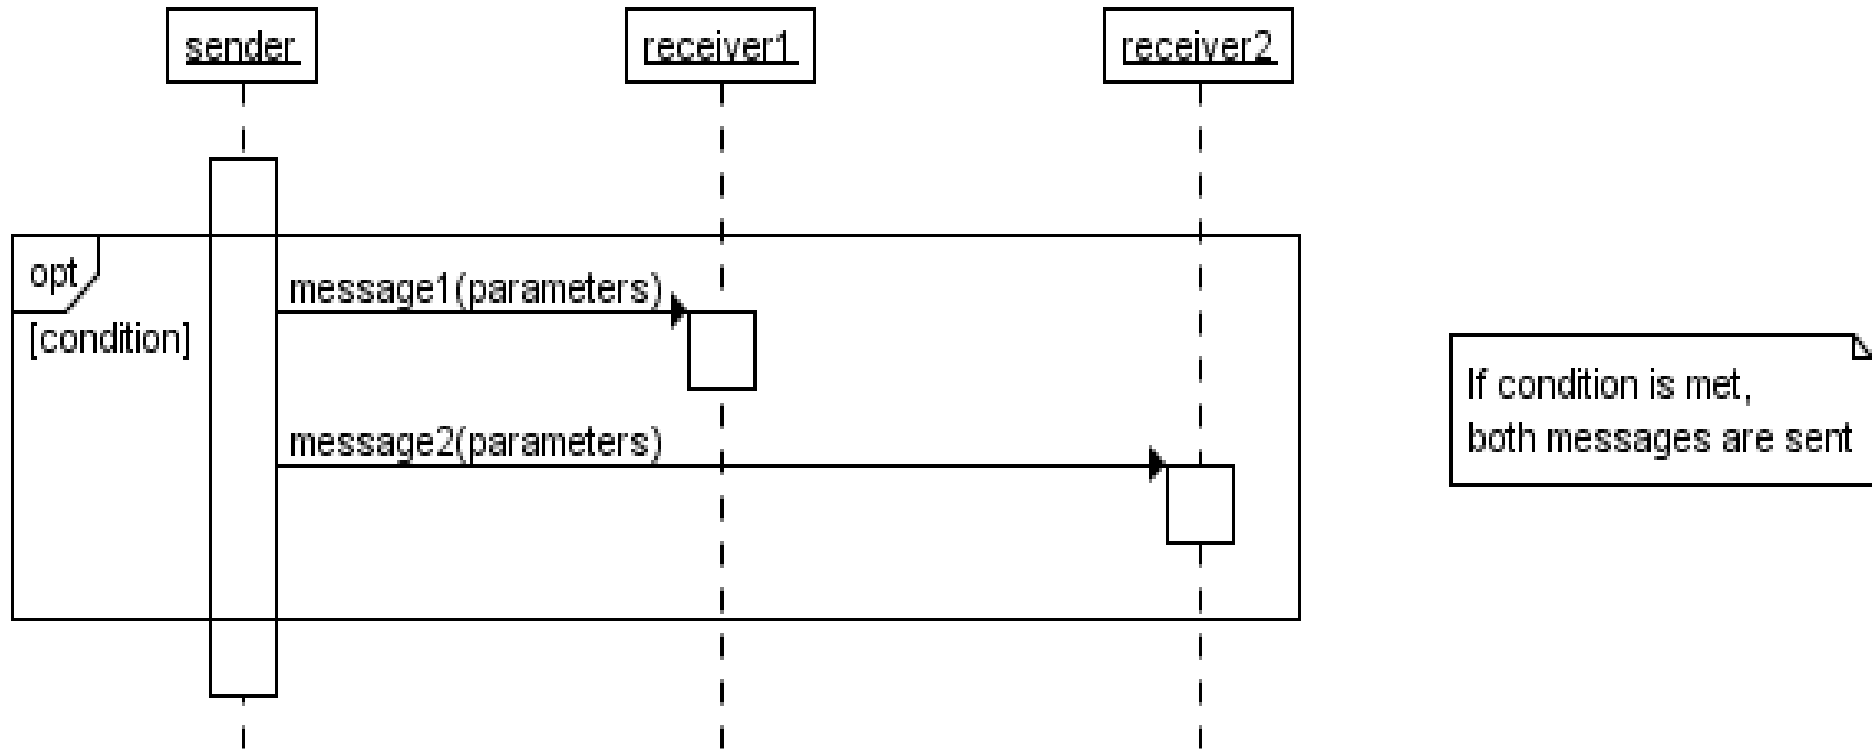 sender
receiver1
receiver2
opt
message1(parameters)
[condition]
If condition is met,
both messages are sent
message2(parameters)